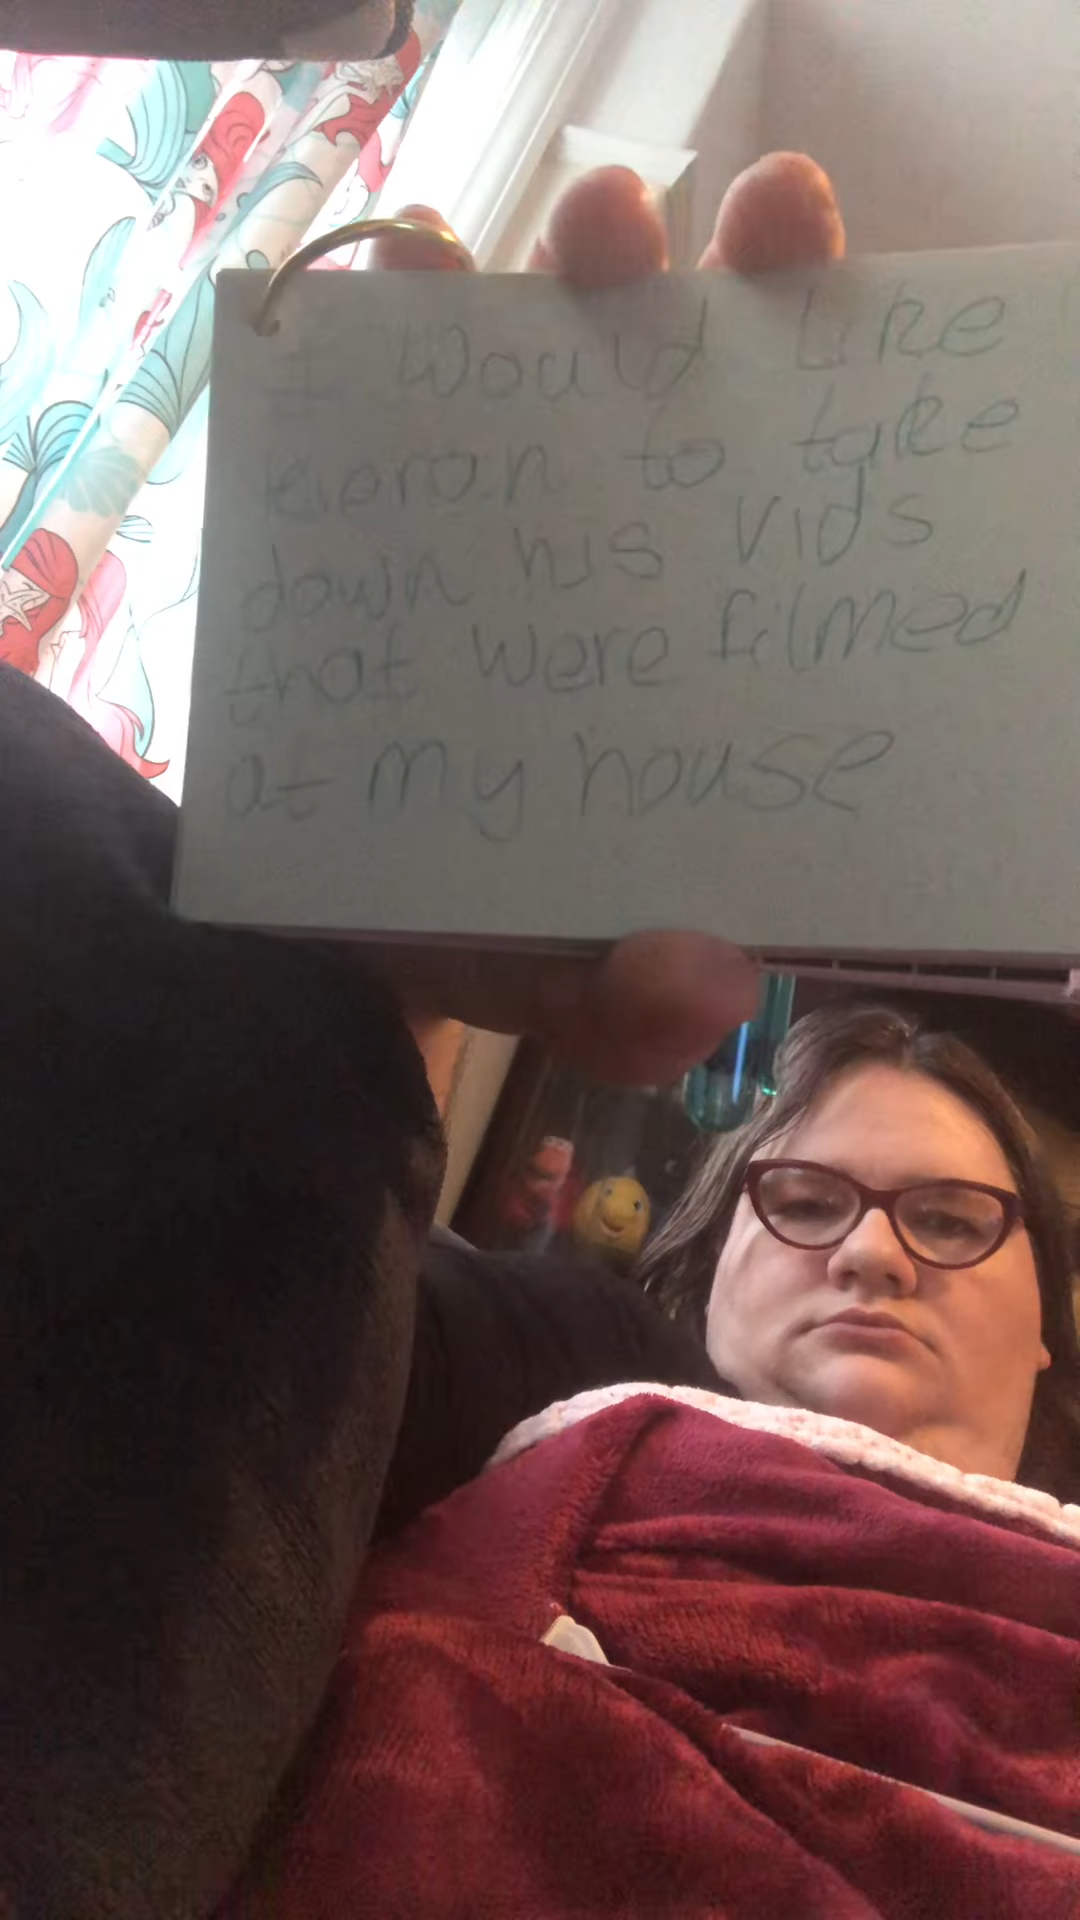 I Would Like
Kieran to take
down his vids
that were filmed
at my house